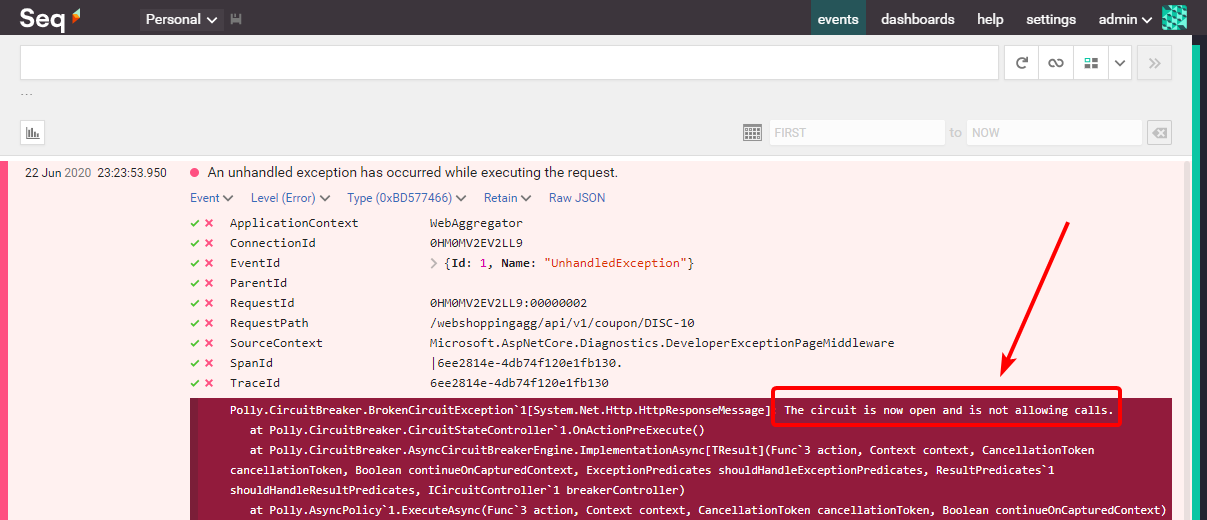 Seq Personal events dashboards help settings admin
...
FIRST to NOW
22 Jun 2020 23:23:53.950 An unhandled exception has occurred while executing the request.
Event Level (Error) Type (0xBD577466) Retain Raw JSON
ApplicationContext WebAggregator
ConnectionId 0HM0MV2EV2LL9
EventId {Id: 1, Name: "UnhandledException"}
ParentId
RequestId 0HM0MV2EV2LL9:00000002
RequestPath /webshoppingagg/api/v1/coupon/DISC-10
SourceContext Microsoft.AspNetCore.Diagnostics.DeveloperExceptionPageMiddleware
SpanId |6ee2814e-4db74f120e1fb130.
TraceId 6ee2814e-4db74f120e1fb130
Polly.CircuitBreaker.BrokenCircuitException`1[System.Net.Http.HttpResponseMessage]: The circuit is now open and is not allowing calls.
at Polly.CircuitBreaker.CircuitStateController`1.OnActionPreExecute()
at Polly.CircuitBreaker.AsyncCircuitBreakerEngine.ImplementationAsync[TResult](Func`3 action, Context context, CancellationToken
cancellationToken, Boolean continueOnCapturedContext, ExceptionPredicates shouldHandleExceptionPredicates, ResultPredicates`1
shouldHandleResultPredicates, ICircuitController`1 breakerController)
at Polly.AsyncPolicy`1.ExecuteAsync(Func`3 action, Context context, CancellationToken cancellationToken, Boolean continueOnCapturedContext)